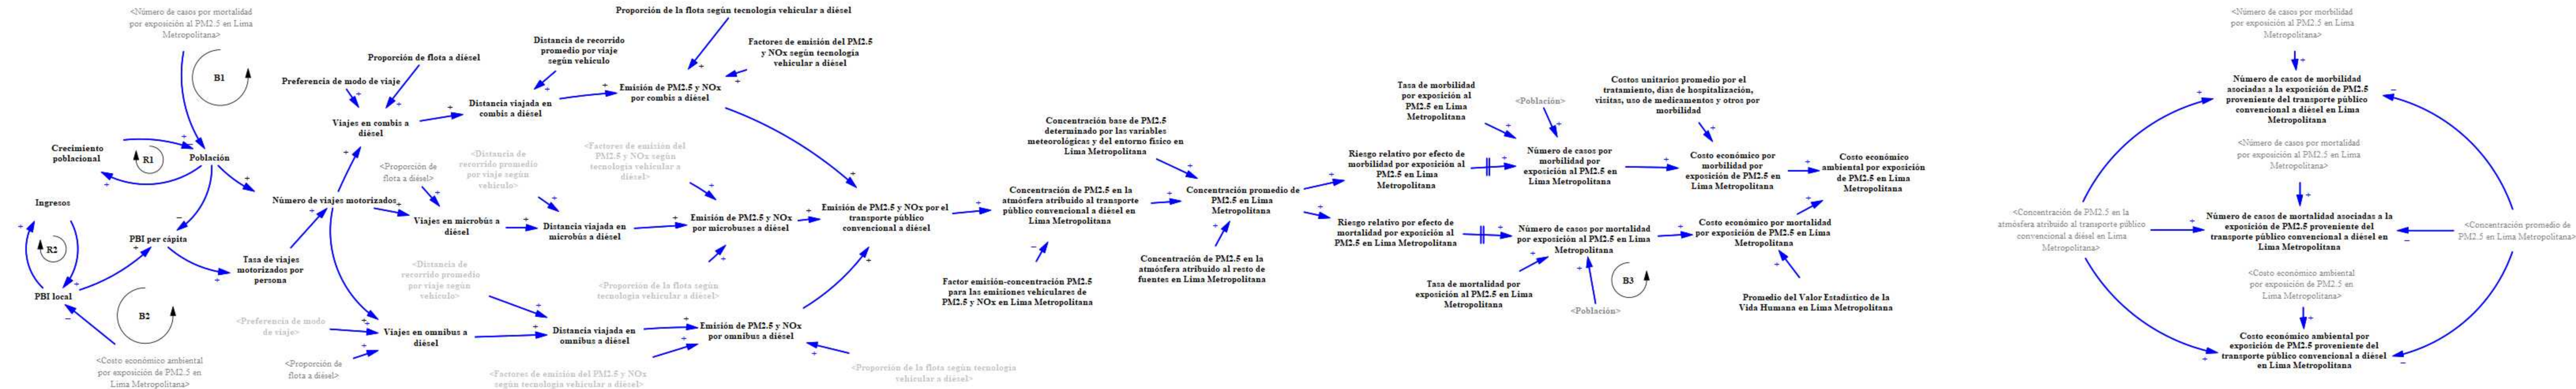 <Número de casos por mortalidad
por exposición al PM2.5 en Lima
Metropolitana>
B1
Crecimiento
poblacional
R1
Población
Ingresos
R2
PBI per cápita
PBI local
B2
<Costo económico ambiental
por exposición de PM2.5 en
Lima Metropolitana>
Proporción de flota a diésel
Preferencia de modo de viaje
Viajes en combis a
diésel
<Proporción de
flota a diésel>
Número de viajes motorizados
Viajes en microbús a
diésel
Tasa de viajes
motorizados por
persona
<Preferencia de modo
de viaje>
Viajes en omnibus a
diésel
<Proporción de
flota a diésel>
Proporción de la flota según tecnología vehicular a diésel
Distancia de recorrido
promedio por viaje
según vehículo
Factores de emisión del PM2.5
y NOx según tecnología
vehicular a diésel
Distancia viajada en
combis a diésel
Emisión de PM2.5 y NOx
por combis a diésel
<Distancia de
recorrido promedio
por viaje según
vehículo>
<Factores de emisión del
PM2.5 y NOx según
tecnología vehicular a
diésel>
Distancia viajada en
microbús a diésel
Emisión de PM2.5 y NOx
por microbuses a diésel
Emisión de PM2.5 y NOx por el
transporte público
convencional a diésel
<Distancia de
recorrido promedio
por viaje según
vehículo>
<Proporción de la flota según
tecnología vehicular a diésel>
Distancia viajada en
omnibus a diésel
Emisión de PM2.5 y NOx
por omnibus a diésel
<Factores de emisión del PM2.5 y NOx
según tecnología vehicular a diésel>
<Proporción de la flota según tecnología
vehicular a diésel>
Concentración base de PM2.5
determinado por las variables
meteorológicas y del entorno físico en
Lima Metropolitana
Concentración de PM2.5 en la
atmósfera atribuido al transporte
público convencional a diésel en
Lima Metropolitana
Concentración promedio de
PM2.5 en Lima
Metropolitana
Factor emisión-concentración PM2.5
para las emisiones vehiculares de
PM2.5 y NOx en Lima Metropolitana
Concentración de PM2.5 en la
atmósfera atribuido al resto de
fuentes en Lima Metropolitana
Tasa de morbilidad
por exposición al
PM2.5 en Lima
Metropolitana
<Población>
Costos unitarios promedio por el
tratamiento, días de hospitalización,
visitas, uso de medicamentos y otros por
morbilidad
Riesgo relativo por efecto de
morbilidad por exposición al
PM2.5 en Lima
Metropolitana
Número de casos por
morbilidad por
exposición al PM2.5 en
Lima Metropolitana
Costo económico por
morbilidad por
exposición de PM2.5 en
Lima Metropolitana
Costo económico
ambiental por exposición
de PM2.5 en Lima
Metropolitana
Riesgo relativo por efecto de
mortalidad por exposición al
PM2.5 en Lima Metropolitana
Número de casos por mortalidad
por exposición al PM2.5 en Lima
Metropolitana
Costo económico por mortalidad
por exposición de PM2.5 en Lima
Metropolitana
Tasa de mortalidad por
exposición al PM2.5 en Lima
Metropolitana
B3
<Población>
Promedio del Valor Estadístico de la
Vida Humana en Lima Metropolitana
<Número de casos por morbilidad
por exposición al PM2.5 en Lima
Metropolitana>
Número de casos de morbilidad
asociadas a la exposición de PM2.5
proveniente del transporte público
convencional a diésel en Lima
Metropolitana
<Número de casos por mortalidad
por exposición al PM2.5 en Lima
Metropolitana>
<Concentración de PM2.5 en la
atmósfera atribuido al transporte público
convencional a diésel en Lima
Metropolitana>
Número de casos de mortalidad asociadas a la
exposición de PM2.5 proveniente del
transporte público convencional a diésel en
Lima Metropolitana
<Concentración promedio de
PM2.5 en Lima Metropolitana>
<Costo económico ambiental
por exposición de PM2.5 en
Lima Metropolitana>
Costo económico ambiental por
exposición de PM2.5 proveniente del
transporte público convencional a diésel
en Lima Metropolitana